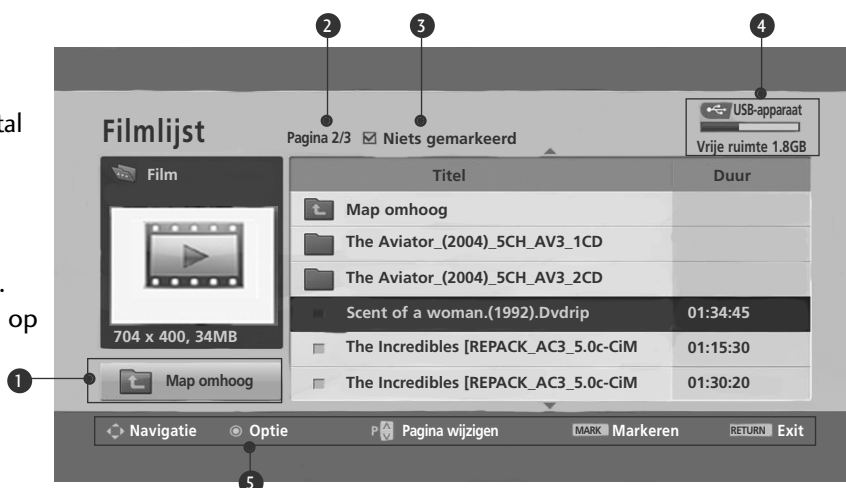 2
3
4
tal
.
op
USB-apparaat
Vrije ruimte 1.8GB
Filmlijst
Pagina 2/3 Niets gemarkeerd
Film
Titel Duur
Map omhoog
The Aviator_(2004)_5CH_AV3_1CD
The Aviator_(2004)_5CH_AV3_2CD
Scent of a woman.(1992).Dvdrip 01:34:45
The Incredibles [REPACK_AC3_5.0c-CiM 01:15:30
The Incredibles [REPACK_AC3_5.0c-CiM 01:30:20
704 x 400, 34MB
1
Map omhoog
Navigatie Optie P Pagina wijzigen MARK Markeren RETURN Exit
5